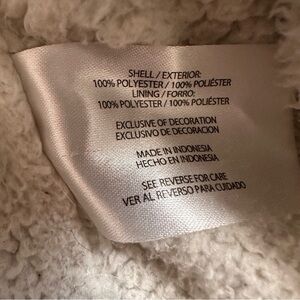 SHELL / EXTERIOR:
100% POLYESTER / 100% POLIÉSTER
LINING / FORRO:
100% POLYESTER / 100% POLIÉSTER
EXCLUSIVE OF DECORATION
EXCLUSIVO DE DECORACION
MADE IN INDONESIA
HECHO EN INDONESIA
SEE REVERSE FOR CARE
VER AL REVERSO PARA CUIDADO